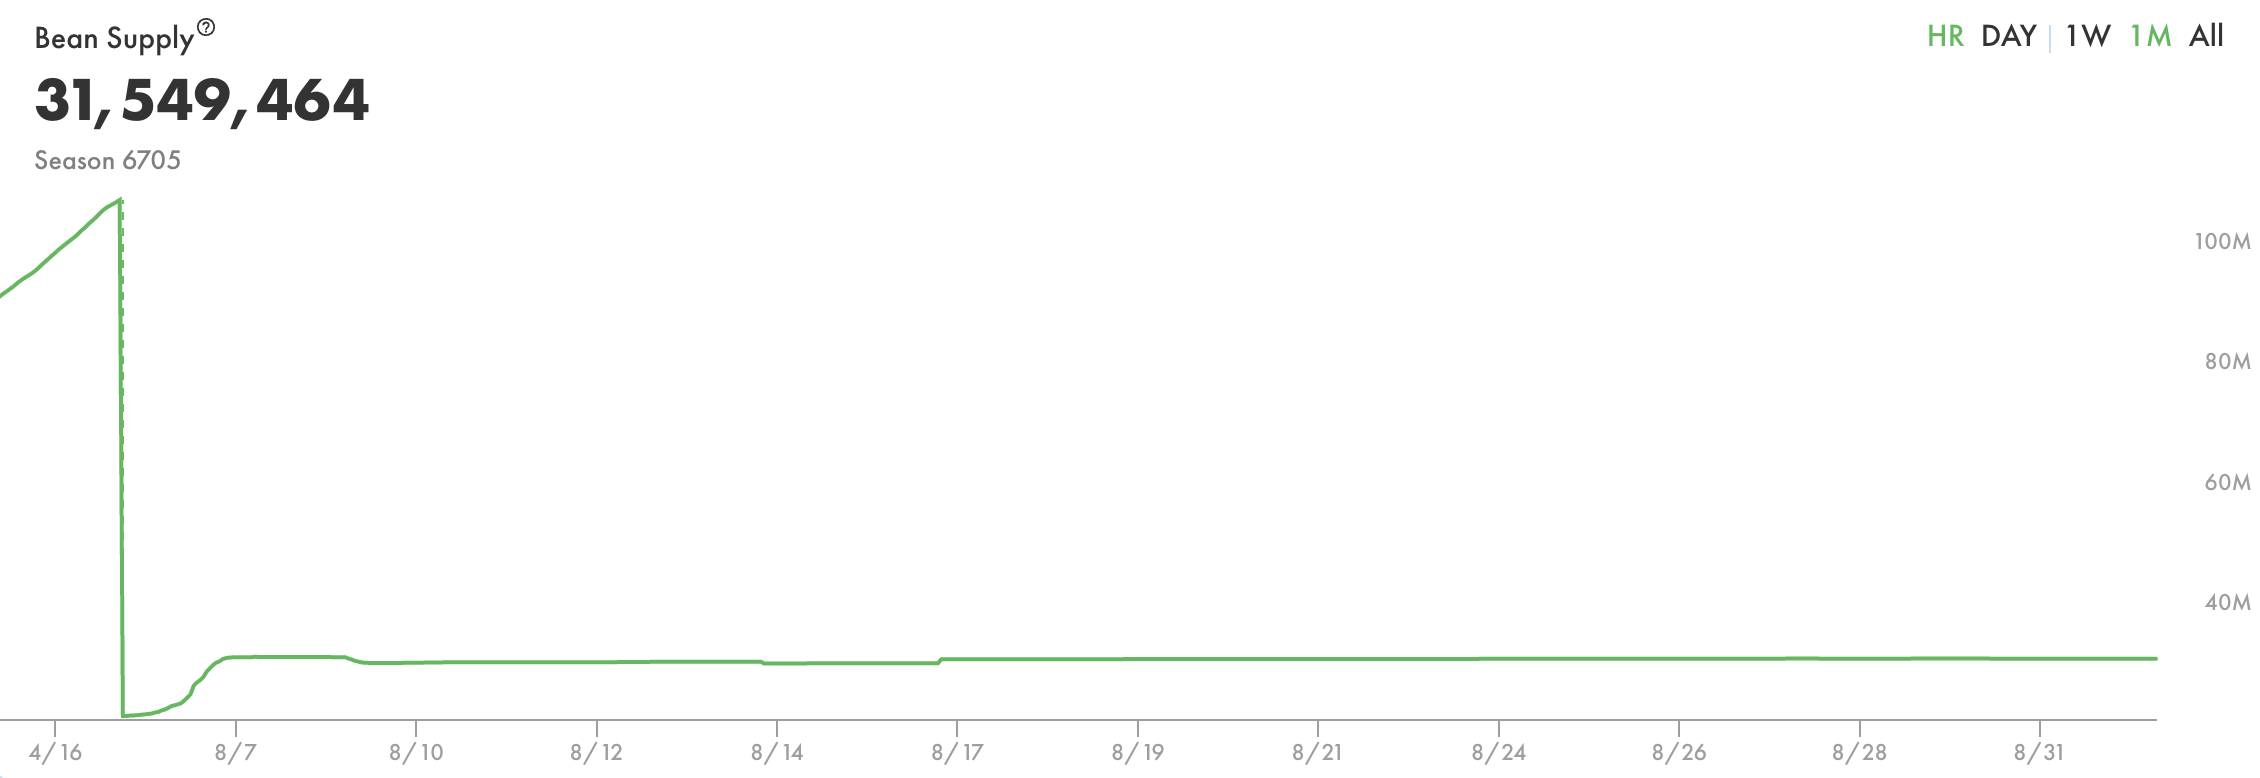 Bean Supply?
HR DAY | 1W 1M All
31,549,464
Season 6705
100M
80M
60M
40M
4/16 8/7 8/10 8/12 8/14 8/17 8/19 8/21 8/24 8/26 8/28 8/31